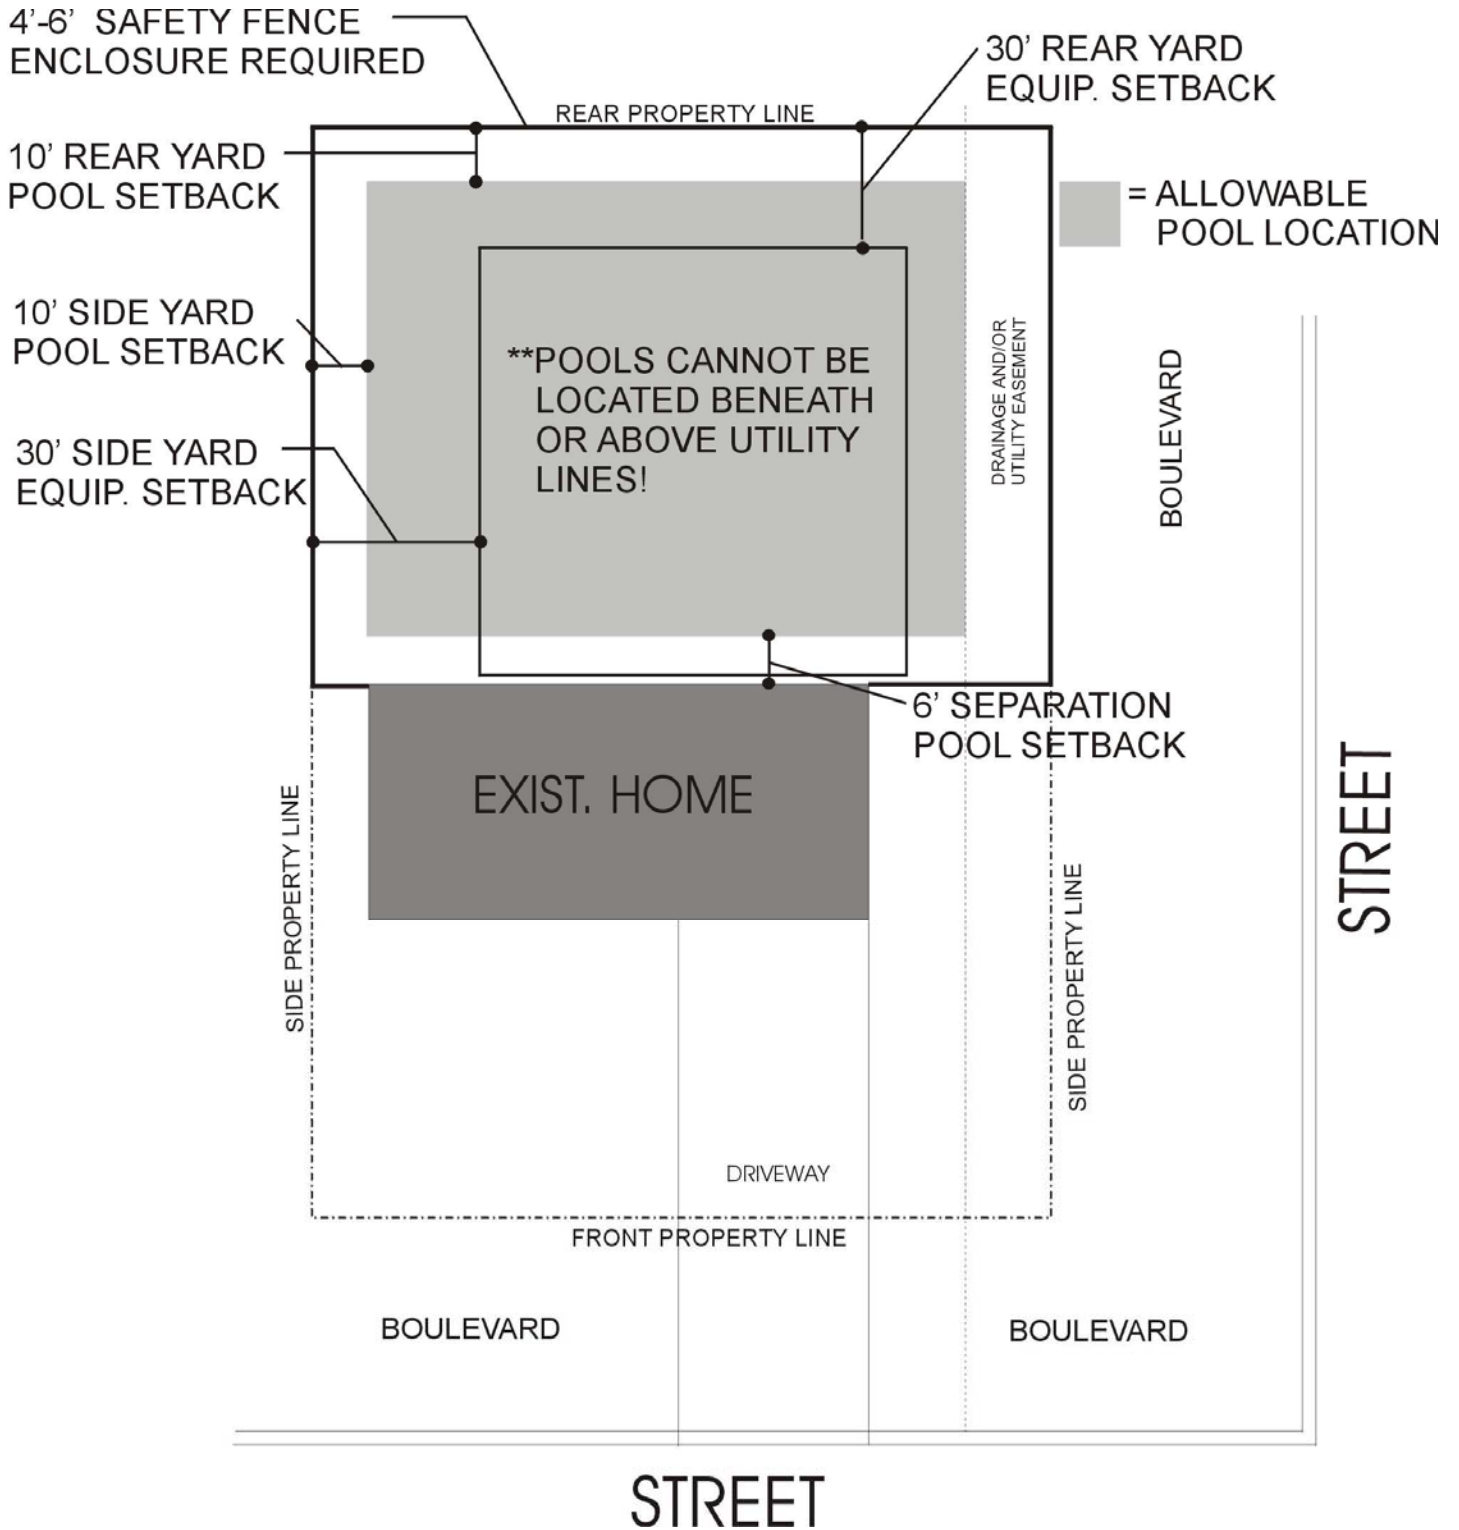 4’-6’ SAFETY FENCE
ENCLOSURE REQUIRED
30’ REAR YARD
EQUIP. SETBACK
REAR PROPERTY LINE
10’ REAR YARD
POOL SETBACK
= ALLOWABLE
POOL LOCATION
10’ SIDE YARD
POOL SETBACK
**POOLS CANNOT BE
LOCATED BENEATH
OR ABOVE UTILITY
LINES!
DRAINAGE AND/OR
UTILITY EASEMENT
BOULEVARD
30’ SIDE YARD
EQUIP. SETBACK
6’ SEPARATION
POOL SETBACK
EXIST. HOME
STREET
SIDE PROPERTY LINE
SIDE PROPERTY LINE
DRIVEWAY
FRONT PROPERTY LINE
BOULEVARD
BOULEVARD
STREET